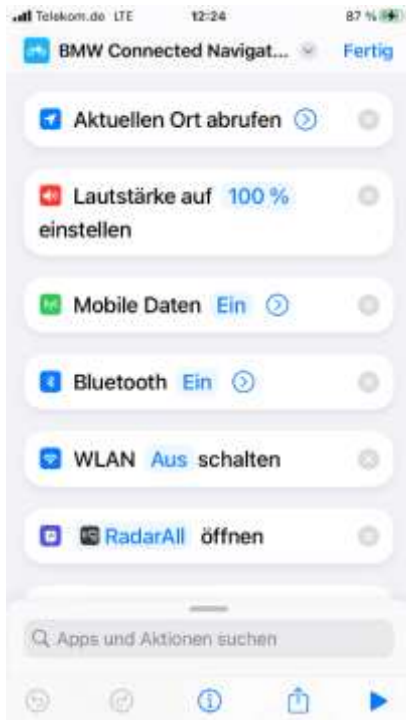 Telekom.de LTE 12:24 87 %
BMW Connected Navigat... Fertig
Aktuellen Ort abrufen
Lautstärke auf 100 %
einstellen
Mobile Daten Ein
Bluetooth Ein
WLAN Aus schalten
RadarAll öffnen
Apps und Aktionen suchen